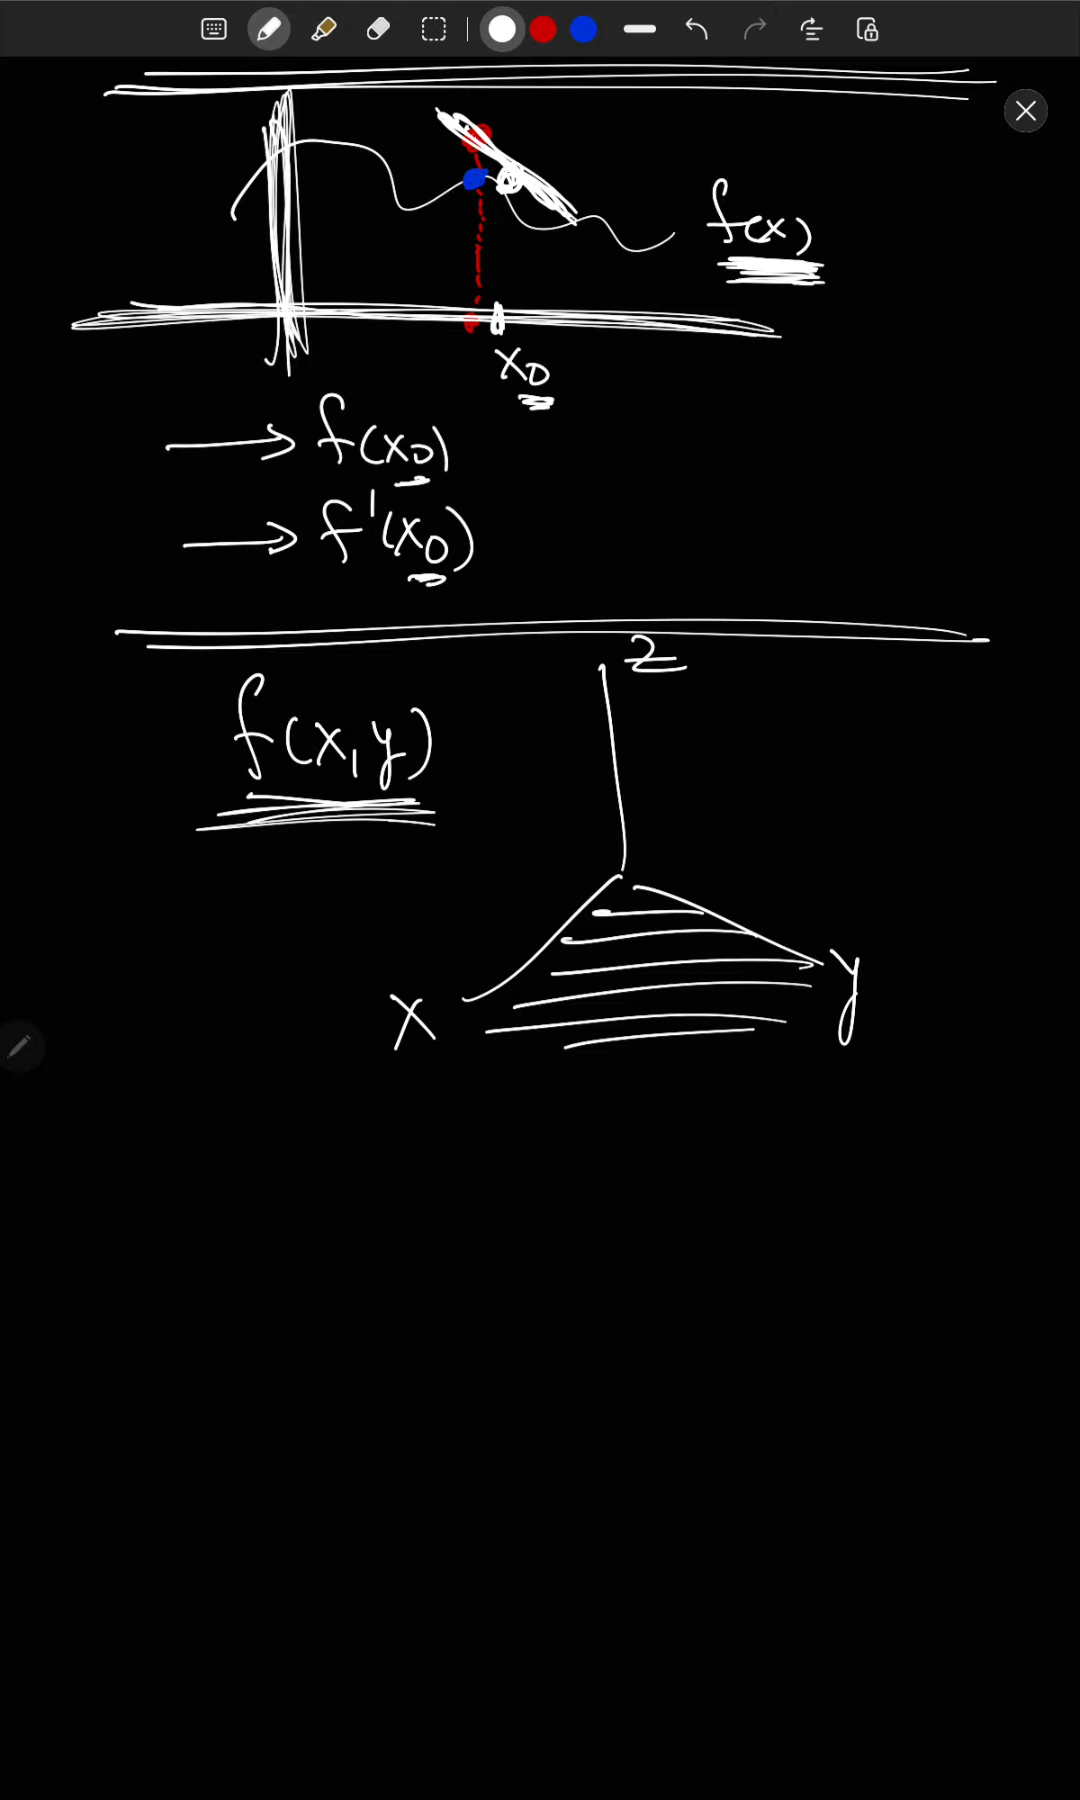 f(x)
x₀
→ f(x₀)
→ f'(x₀)
z
f(x,y)
x
y